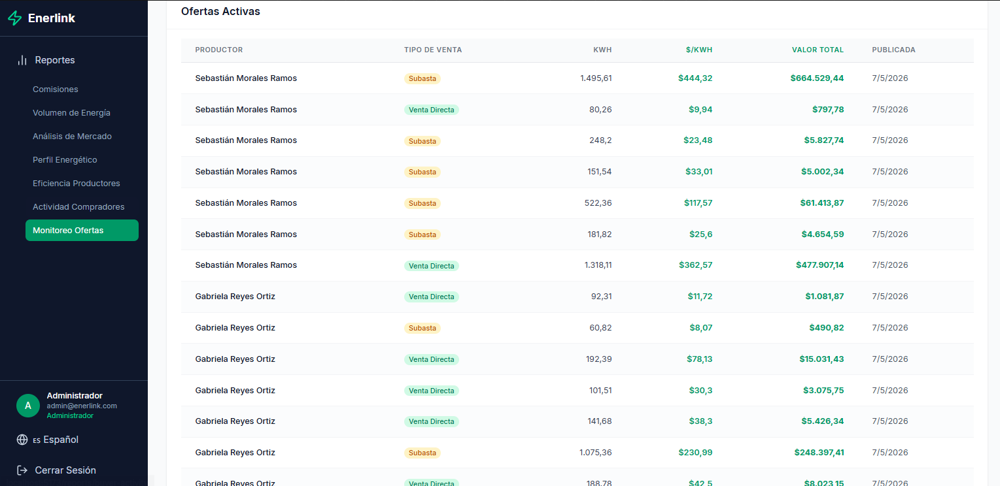 Enerlink
Reportes
Comisiones
Volumen de Energía
Análisis de Mercado
Perfil Energético
Eficiencia Productores
Actividad Compradores
Monitoreo Ofertas
A
Administrador
admin@enerlink.com
Administrador
ES Español
Cerrar Sesión
Ofertas Activas
PRODUCTOR TIPO DE VENTA KWH $/KWH VALOR TOTAL PUBLICADA
Sebastián Morales Ramos Subasta 1.495,61 $444,32 $664.529,44 7/5/2026
Sebastián Morales Ramos Venta Directa 80,26 $9,94 $797,78 7/5/2026
Sebastián Morales Ramos Subasta 248,2 $23,48 $5.827,74 7/5/2026
Sebastián Morales Ramos Subasta 151,54 $33,01 $5.002,34 7/5/2026
Sebastián Morales Ramos Subasta 522,36 $117,57 $61.413,87 7/5/2026
Sebastián Morales Ramos Subasta 181,82 $25,6 $4.654,59 7/5/2026
Sebastián Morales Ramos Venta Directa 1.318,11 $362,57 $477.907,14 7/5/2026
Gabriela Reyes Ortiz Venta Directa 92,31 $11,72 $1.081,87 7/5/2026
Gabriela Reyes Ortiz Subasta 60,82 $8,07 $490,82 7/5/2026
Gabriela Reyes Ortiz Venta Directa 192,39 $78,13 $15.031,43 7/5/2026
Gabriela Reyes Ortiz Venta Directa 101,51 $30,3 $3.075,75 7/5/2026
Gabriela Reyes Ortiz Venta Directa 141,68 $38,3 $5.426,34 7/5/2026
Gabriela Reyes Ortiz Subasta 1.075,36 $230,99 $248.397,41 7/5/2026
Gabriela Reyes Ortiz Venta Directa 188,78 $42,5 $8.023,15 7/5/2026